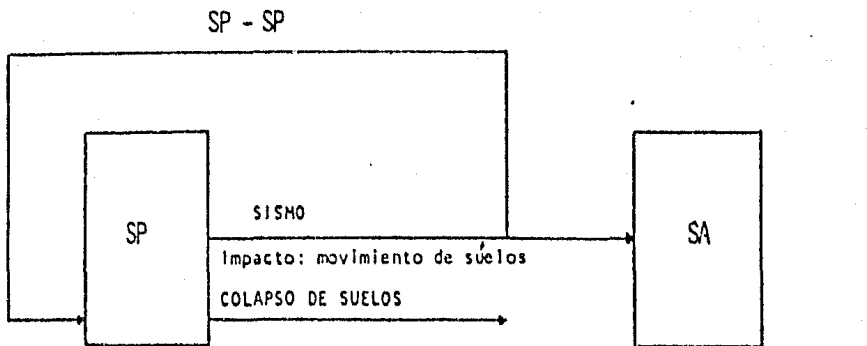 SP - SP
SISMO
SP
SA
Impacto: movimiento de suelos
COLAPSO DE SUELOS